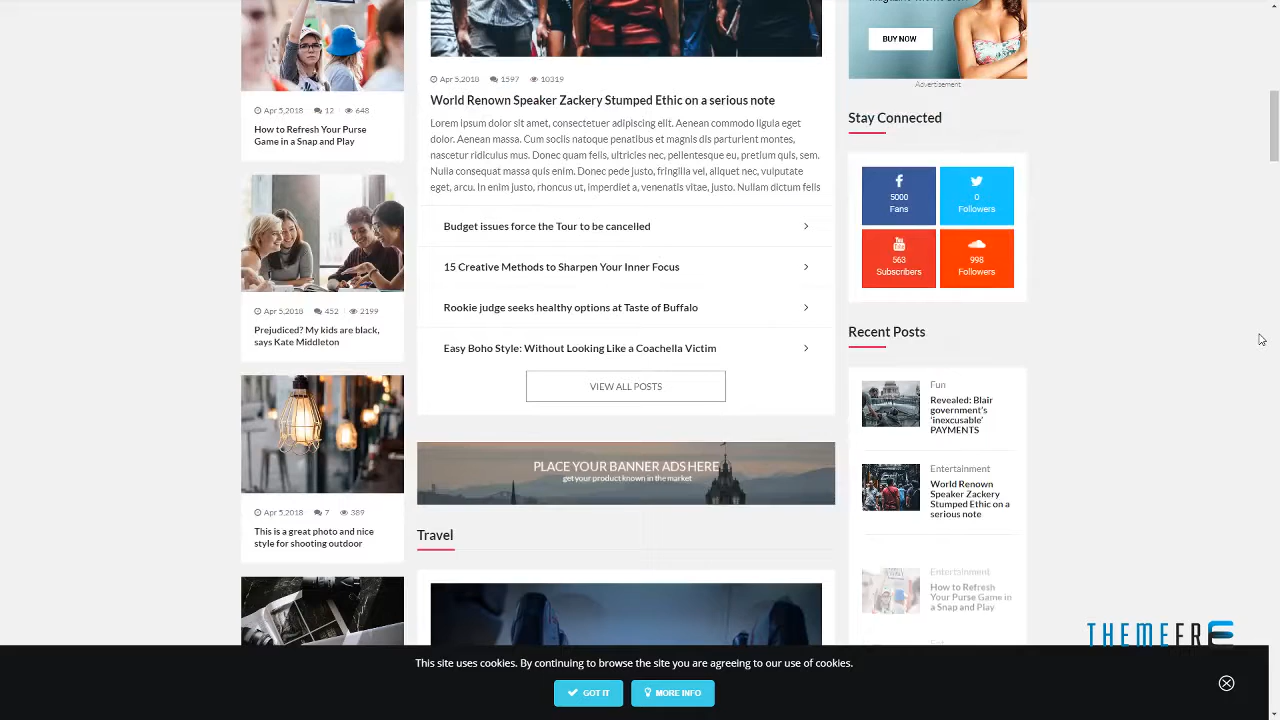 Apr 5,2018 12 648
How to Refresh Your Purse
Game in a Snap and Play
Apr 5,2018 452 2199
Prejudiced? My kids are black,
says Kate Middleton
Apr 5,2018 7 389
This is a great photo and nice
style for shooting outdoor
Apr 5,2018 1597 10319
World Renown Speaker Zackery Stumped Ethic on a serious note
Lorem ipsum dolor sit amet, consectetuer adipiscing elit. Aenean commodo ligula eget
dolor. Aenean massa. Cum sociis natoque penatibus et magnis dis parturient montes,
nascetur ridiculus mus. Donec quam felis, ultricies nec, pellentesque eu, pretium quis, sem.
Nulla consequat massa quis enim. Donec pede justo, fringilla vel, aliquet nec, vulputate
eget, arcu. In enim justo, rhoncus ut, imperdiet a, venenatis vitae, justo. Nullam dictum felis
Budget issues force the Tour to be cancelled
15 Creative Methods to Sharpen Your Inner Focus
Rookie judge seeks healthy options at Taste of Buffalo
Easy Boho Style: Without Looking Like a Coachella Victim
VIEW ALL POSTS
PLACE YOUR BANNER ADS HERE
get your product known in the market
Travel
BUY NOW
Advertisement
Stay Connected
5000
Fans
0
Followers
You
563
Subscribers
998
Followers
Recent Posts
Fun
Revealed: Blair
government's
'inexcusable'
PAYMENTS
Entertainment
World Renown
Speaker Zackery
Stumped Ethic on a
serious note
Entertainment
How to Refresh
Your Purse Game in
a Snap and Play
THEMEFRE
This site uses cookies. By continuing to browse the site you are agreeing to our use of cookies.
GOT IT
MORE INFO